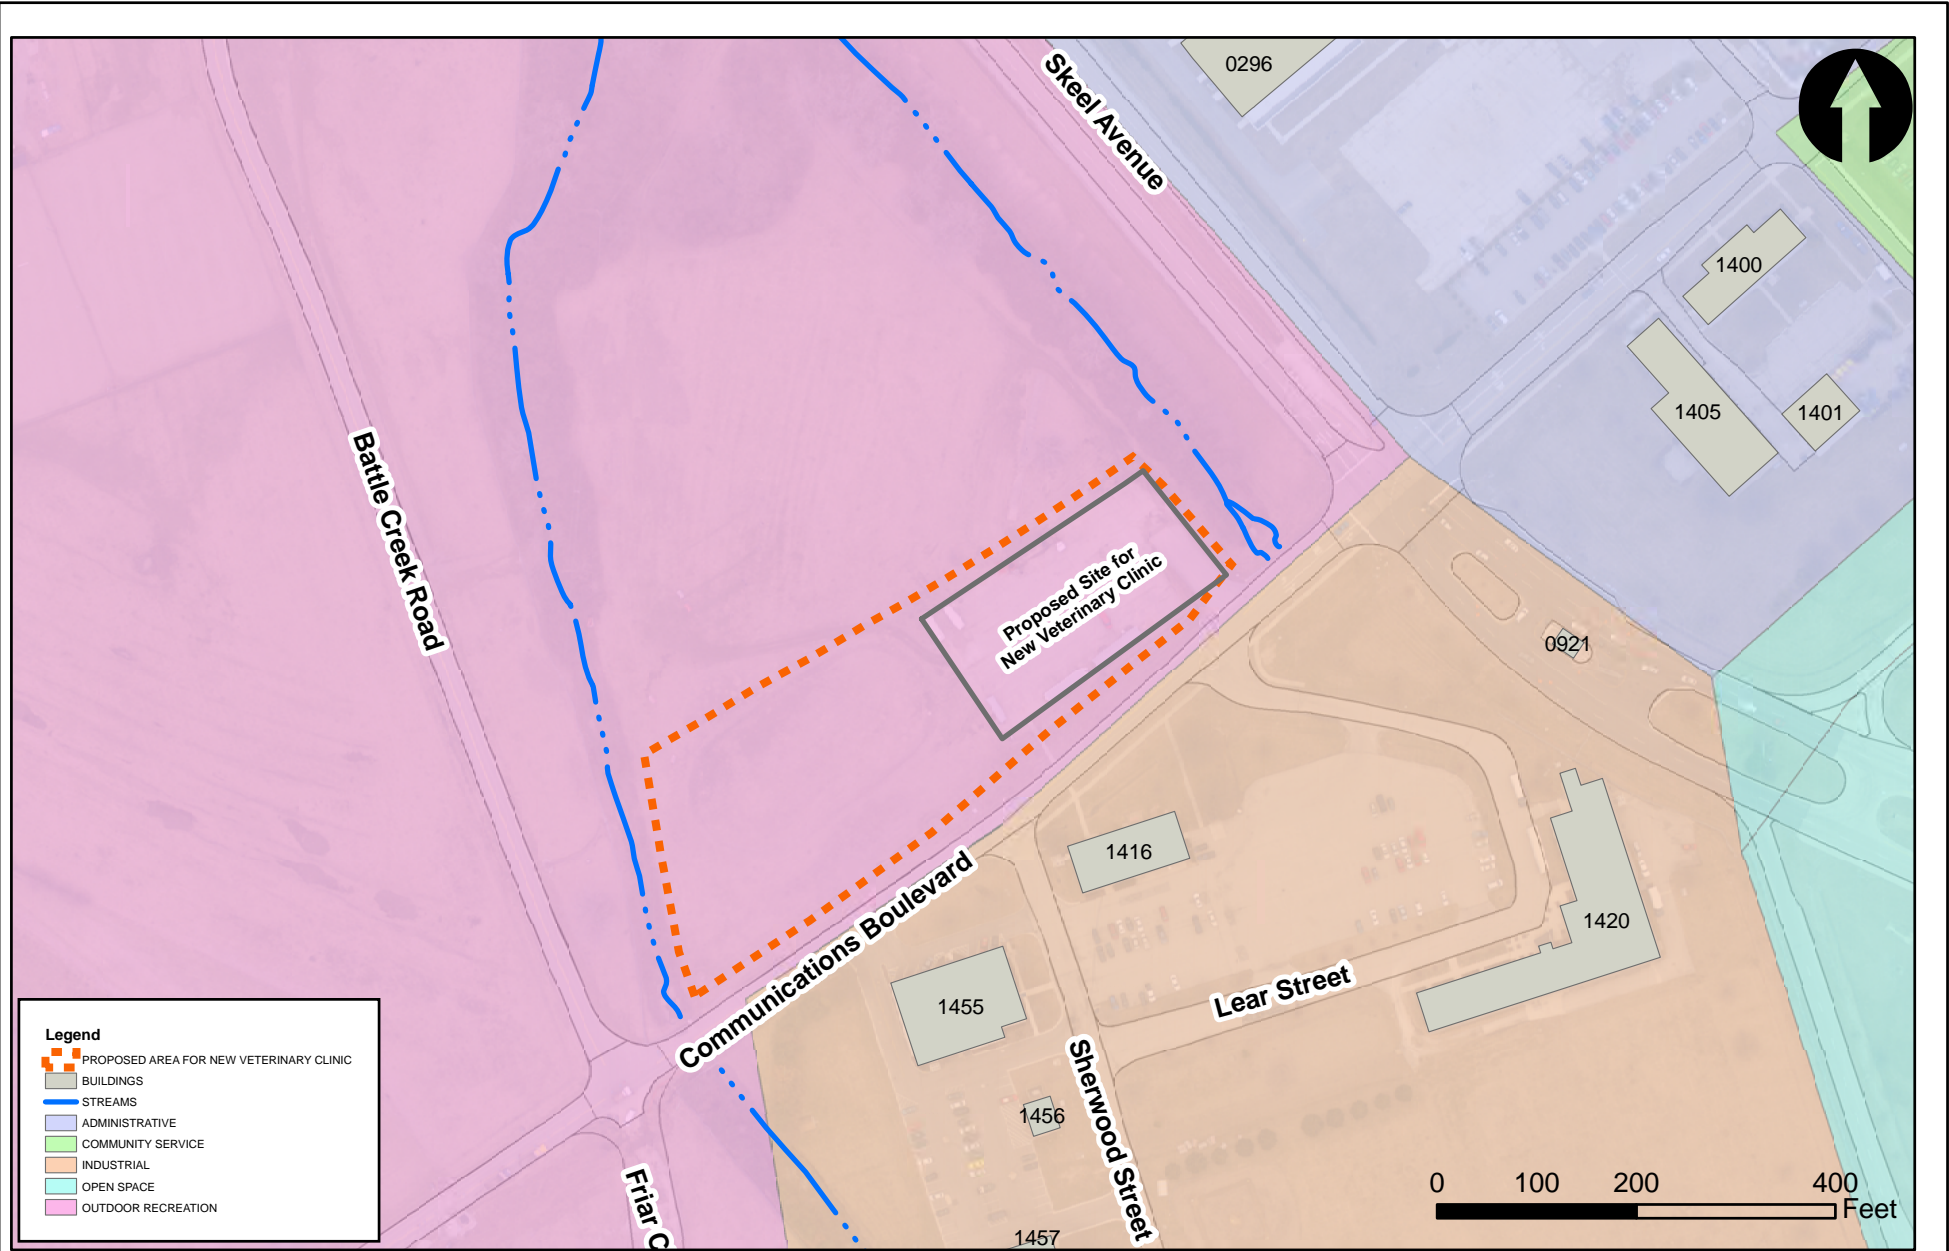 0296
Skeel Avenue
1400
1405
1401
Battle Creek Road
Proposed Site for
New Veterinary Clinic
0921
1416
1420
Communications Boulevard
1455
Lear Street
Sherwood Street
1456
1457
Friar C
Legend
PROPOSED AREA FOR NEW VETERINARY CLINIC
BUILDINGS
STREAMS
ADMINISTRATIVE
COMMUNITY SERVICE
INDUSTRIAL
OPEN SPACE
OUTDOOR RECREATION
0 100 200 400
Feet